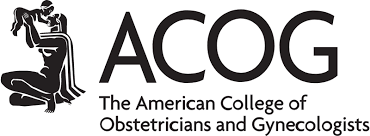 ACOG
The American College of
Obstetricians and Gynecologists